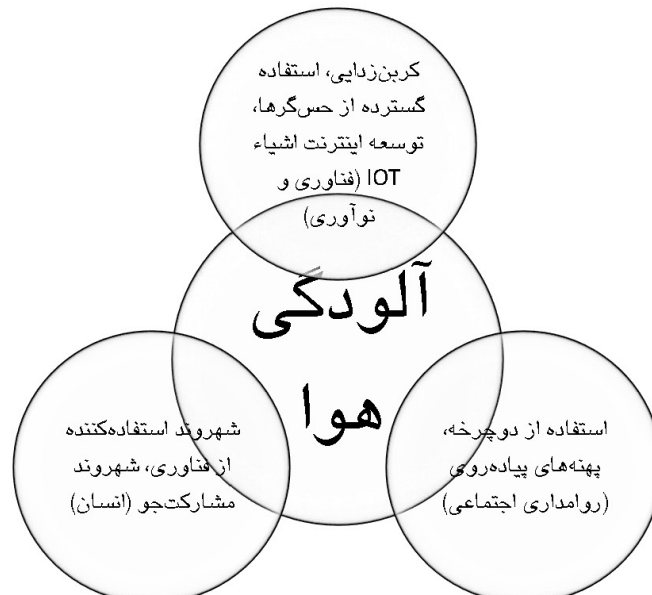 کربن‌زدایی، استفاده
گسترده از حس‌گرها،
توسعه اینترنت اشیاء
IOT (فناوری و
نوآوری)
آلودگی
هوا
استفاده از دوچرخه،
پهنه‌های پیاده‌روی
(روامداری اجتماعی)
شهروند استفاده‌کننده
از فناوری، شهروند
مشارکت‌جو (انسان)